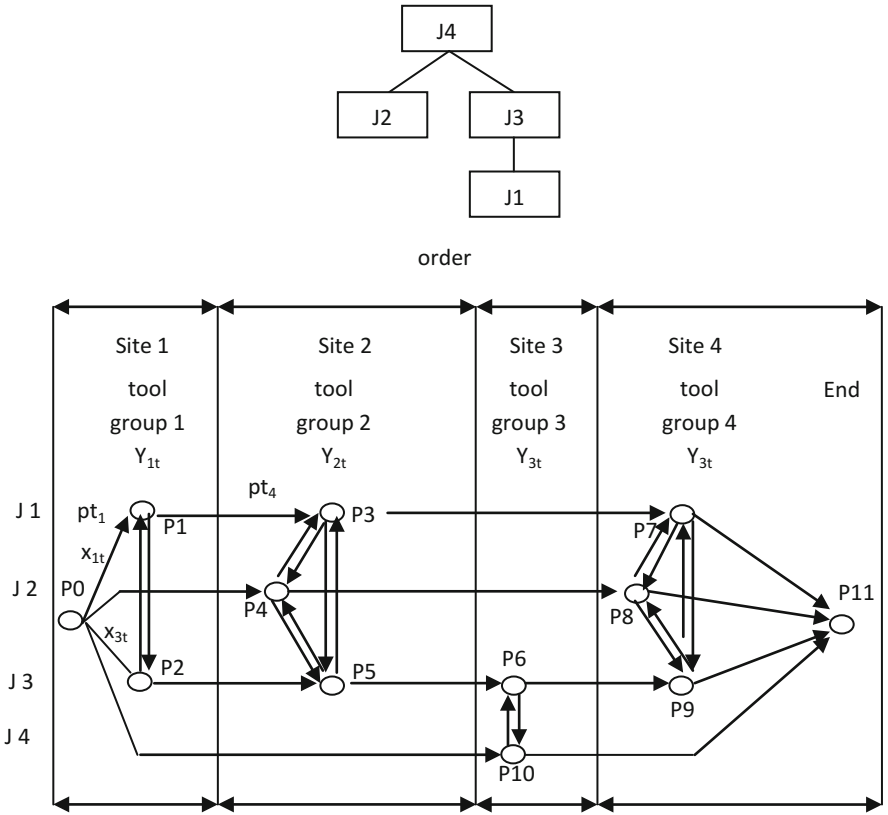 J4
J2 J3
J1
order
Site 1 Site 2 Site 3 Site 4
tool tool tool tool End
group 1 group 2 group 3 group 4
Y1t Y2t Y3t Y3t
J 1 pt1 P1 pt4 P3 P7
x1t
J 2 P0 P4 P8 P11
x3t
J 3 P2 P5 P6 P9
J 4 P10